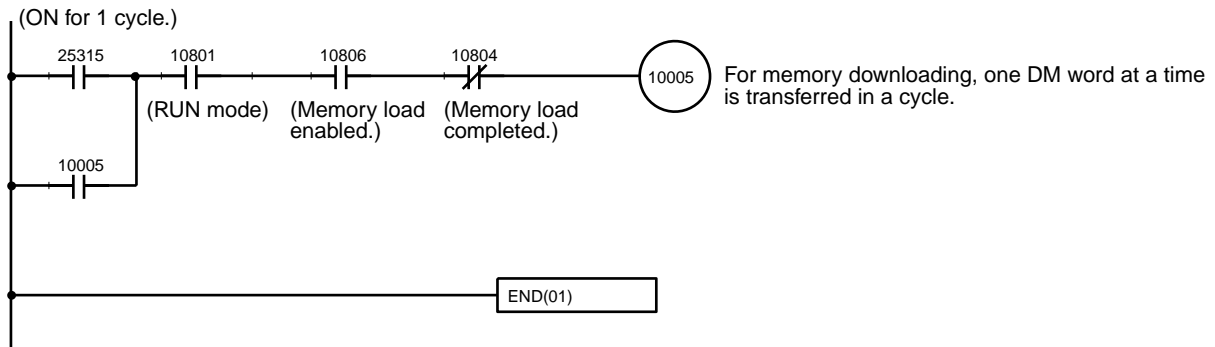 (ON for 1 cycle.)
25315 10801 10806 10804
10005
For memory downloading, one DM word at a time
is transferred in a cycle.
(RUN mode)
(Memory load
enabled.)
(Memory load
completed.)
10005
END(01)